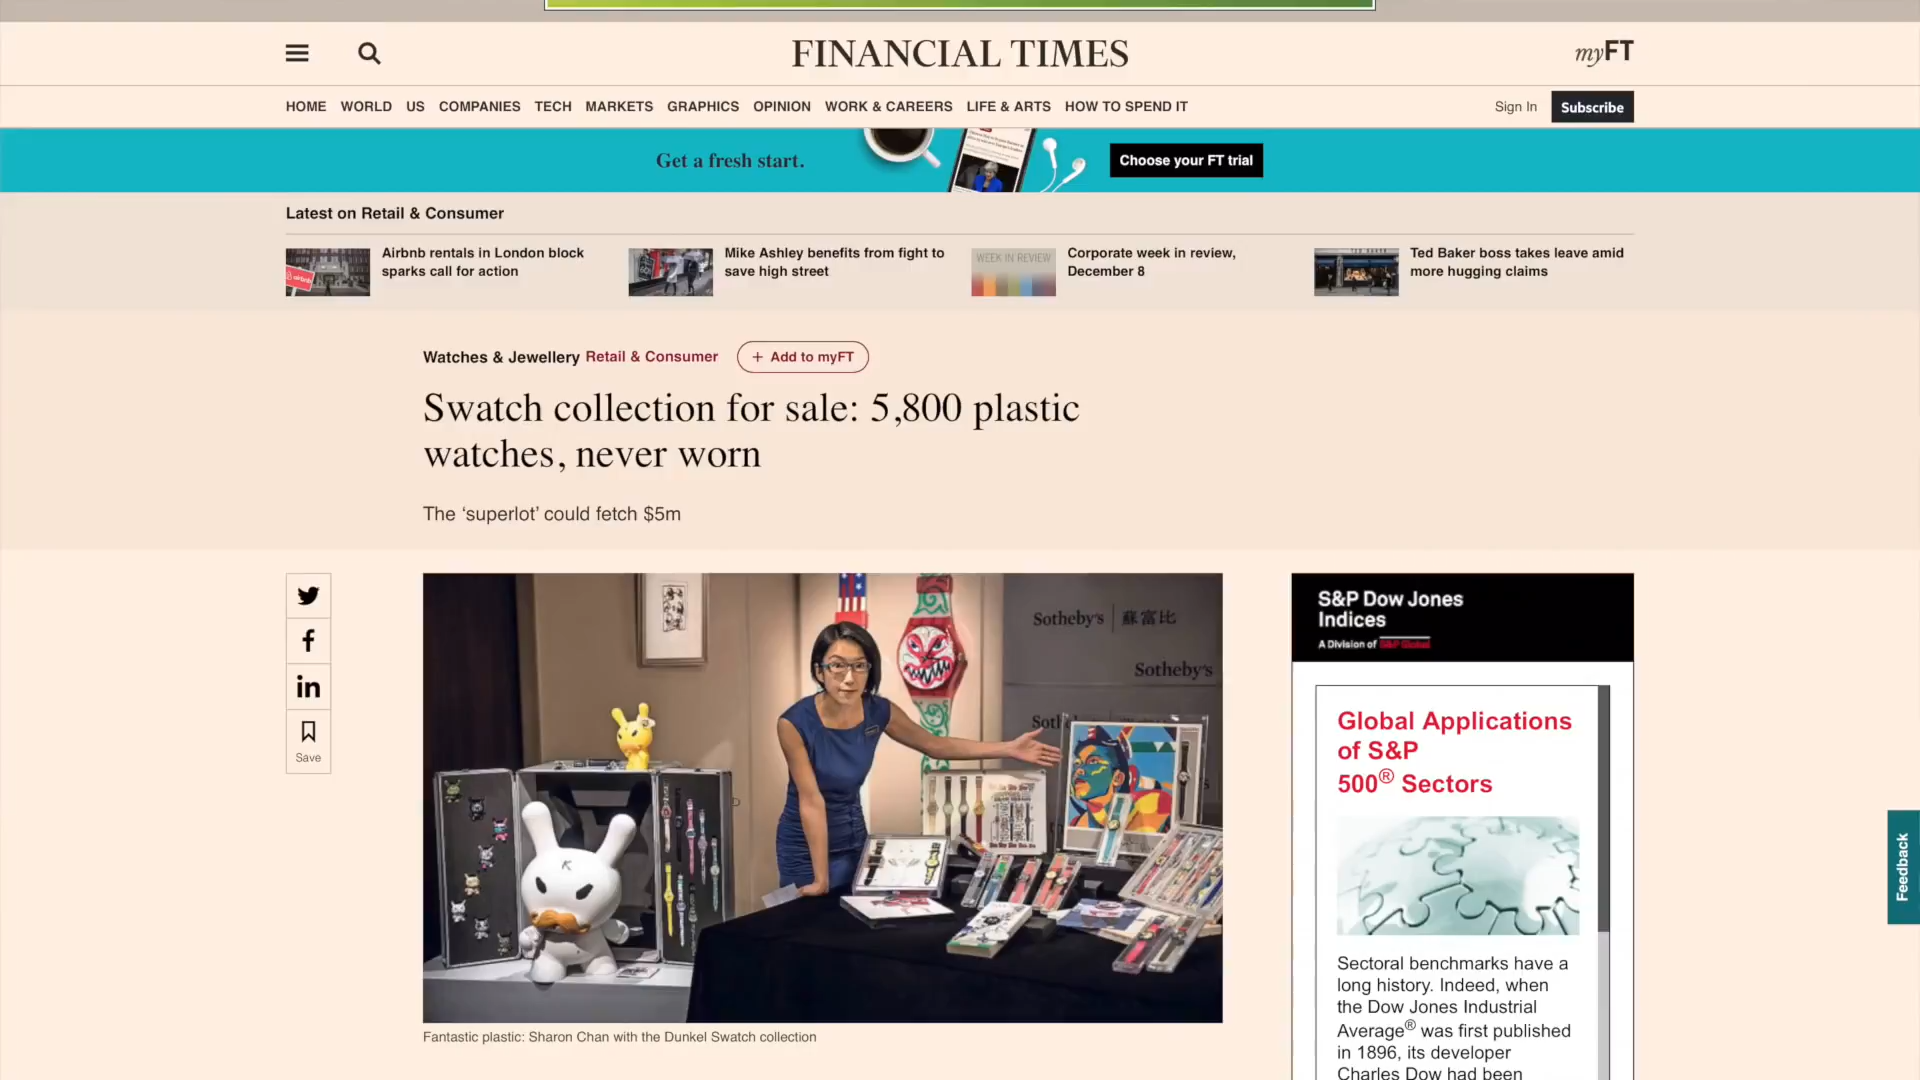 FINANCIAL TIMES
myFT
HOME WORLD US COMPANIES TECH MARKETS GRAPHICS OPINION WORK & CAREERS LIFE & ARTS HOW TO SPEND IT
Sign In
Subscribe
Get a fresh start.
Choose your FT trial
Latest on Retail & Consumer
Airbnb rentals in London block
sparks call for action
Mike Ashley benefits from fight to
save high street
WEEK IN REVIEW
Corporate week in review,
December 8
TED BAKER
Ted Baker boss takes leave amid
more hugging claims
Watches & Jewellery Retail & Consumer
+ Add to myFT
Swatch collection for sale: 5,800 plastic
watches, never worn
The ‘superlot’ could fetch $5m
Save
Sotheby's 蘇富比
Sotheby's
Fantastic plastic: Sharon Chan with the Dunkel Swatch collection
S&P Dow Jones
Indices
A Division of S&P Global
Global Applications
of S&P
500® Sectors
Sectoral benchmarks have a
long history. Indeed, when
the Dow Jones Industrial
Average® was first published
in 1896, its developer
Charles Dow had been
Feedback